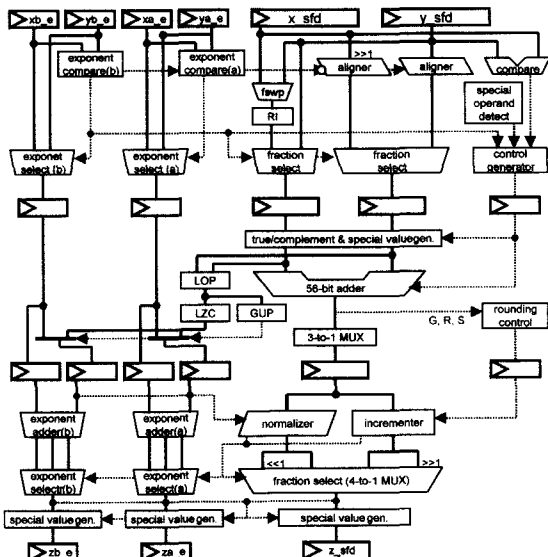 xb_e yb_e xa_e ya_e x_sfd y_sfd
exponent compare(b)
exponent compare(a)
>>1
aligner
aligner
compare
fswp
RI
special operand detect
exponet select (b)
exponent select (a)
fraction select
fraction select
control generator
true/complement & special valuegen.
LOP
56-bit adder
LZC
GUP
G, R, S
rounding control
3-to-1 MUX
exponent adder(b)
exponent adder(a)
normalizer
incrementer
<<1
>>1
exponent selectr(b)
exponent select(a)
fraction select (4-to-1 MUX)
special value gen.
special value gen.
special value gen.
zb_e za_e z_sfd